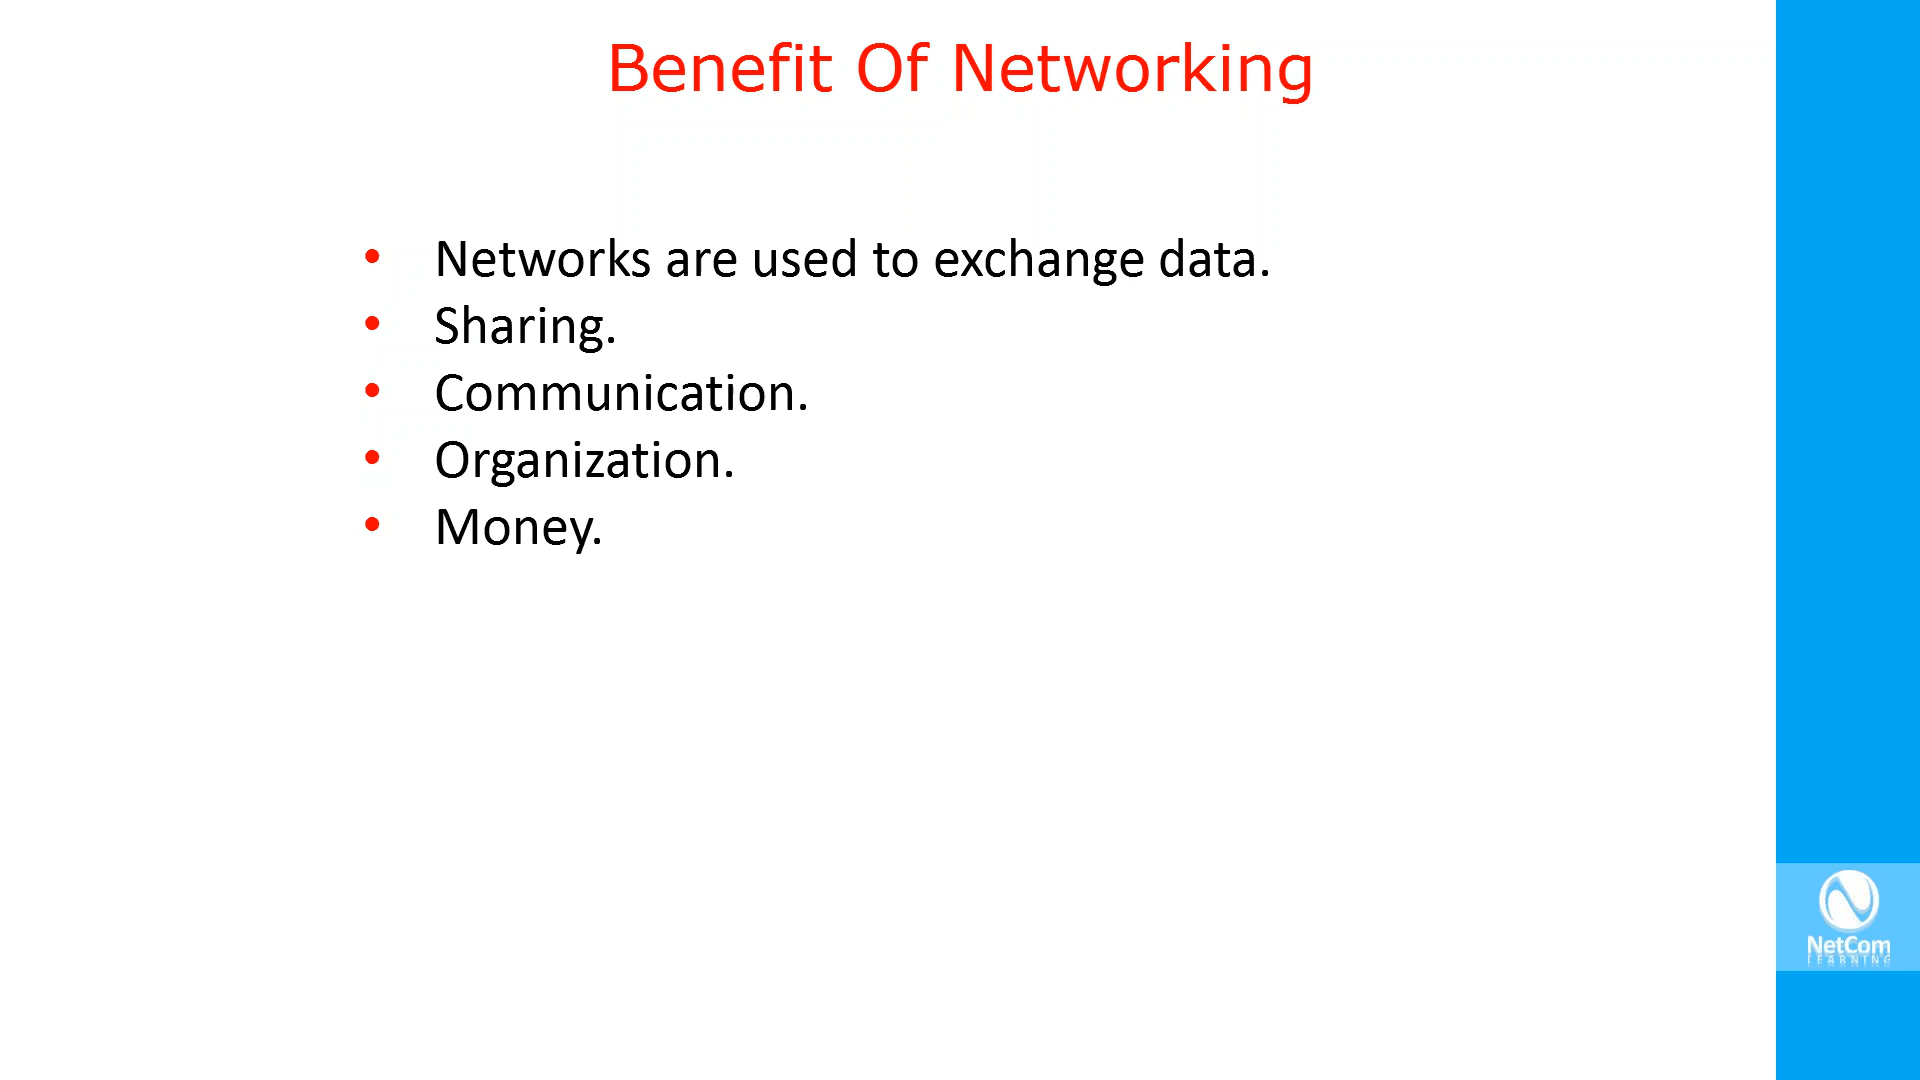 Benefit Of Networking
• Networks are used to exchange data.
• Sharing.
• Communication.
• Organization.
• Money.
NetCom
LEARNING